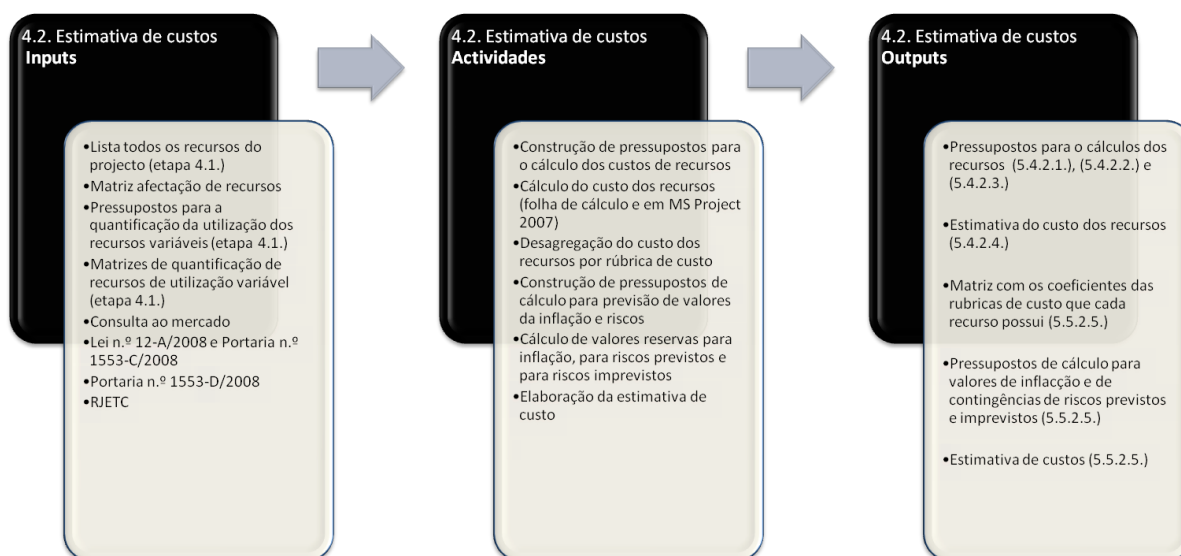 4.2. Estimativa de custos
Inputs
•Lista todos os recursos do
projecto (etapa 4.1.)
•Matriz afectação de recursos
•Pressupostos para a
quantificação da utilização dos
recursos variáveis (etapa 4.1.)
•Matrizes de quantificação de
recursos de utilização variável
(etapa 4.1.)
•Consulta ao mercado
•Lei n.º 12-A/2008 e Portaria n.º
1553-C/2008
•Portaria n.º 1553-D/2008
•RJETC
4.2. Estimativa de custos
Actividades
•Construção de pressupostos para
o cálculo dos custos de recursos
•Cálculo do custo dos recursos
(folha de cálculo e em MS Project
2007)
•Desagregação do custo dos
recursos por rúbrica de custo
•Construção de pressupostos de
cálculo para previsão de valores
da inflação e riscos
•Cálculo de valores reservas para
inflação, para riscos previstos e
para riscos imprevistos
•Elaboração da estimativa de
custo
4.2. Estimativa de custos
Outputs
•Pressupostos para o cálculos dos
recursos (5.4.2.1.), (5.4.2.2.) e
(5.4.2.3.)
•Estimativa do custo dos recursos
(5.4.2.4.)
•Matriz com os coeficientes das
rubricas de custo que cada
recurso possui (5.5.2.5.)
•Pressupostos de cálculo para
valores de inflacção e de
contingências de riscos previstos
e imprevistos (5.5.2.5.)
•Estimativa de custos (5.5.2.5.)